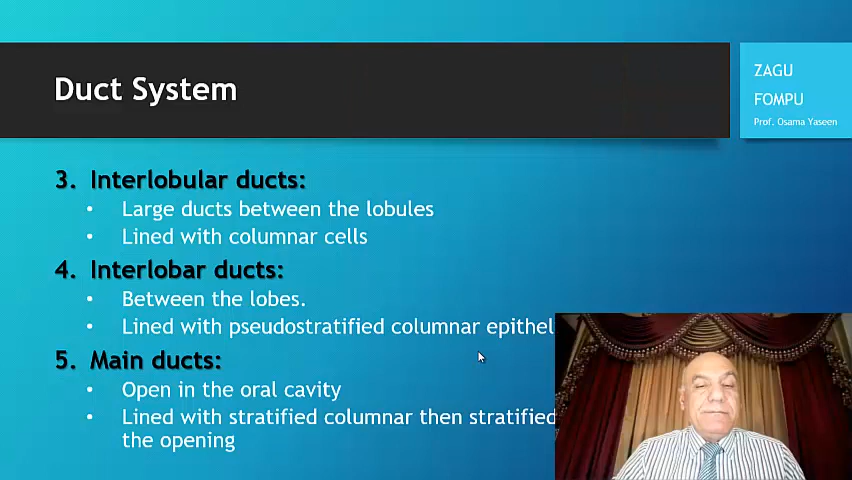 Duct System
ZAGU
FOMPU
Prof. Osama Yaseen
3. Interlobular ducts:
• Large ducts between the lobules
• Lined with columnar cells
4. Interlobar ducts:
• Between the lobes.
• Lined with pseudostratified columnar epithel
5. Main ducts:
• Open in the oral cavity
• Lined with stratified columnar then stratified
the opening